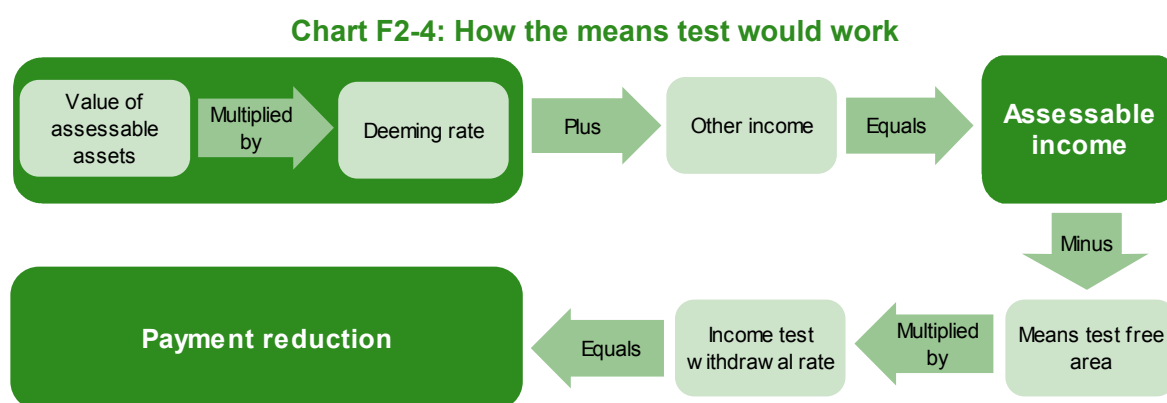 Chart F2-4: How the means test would work
Value of
assessable
assets
Multiplied
by
Deeming rate
Plus
Other income
Equals
Assessable
income
Minus
Means test free
area
Multiplied
by
Income test
withdrawal rate
Equals
Payment reduction